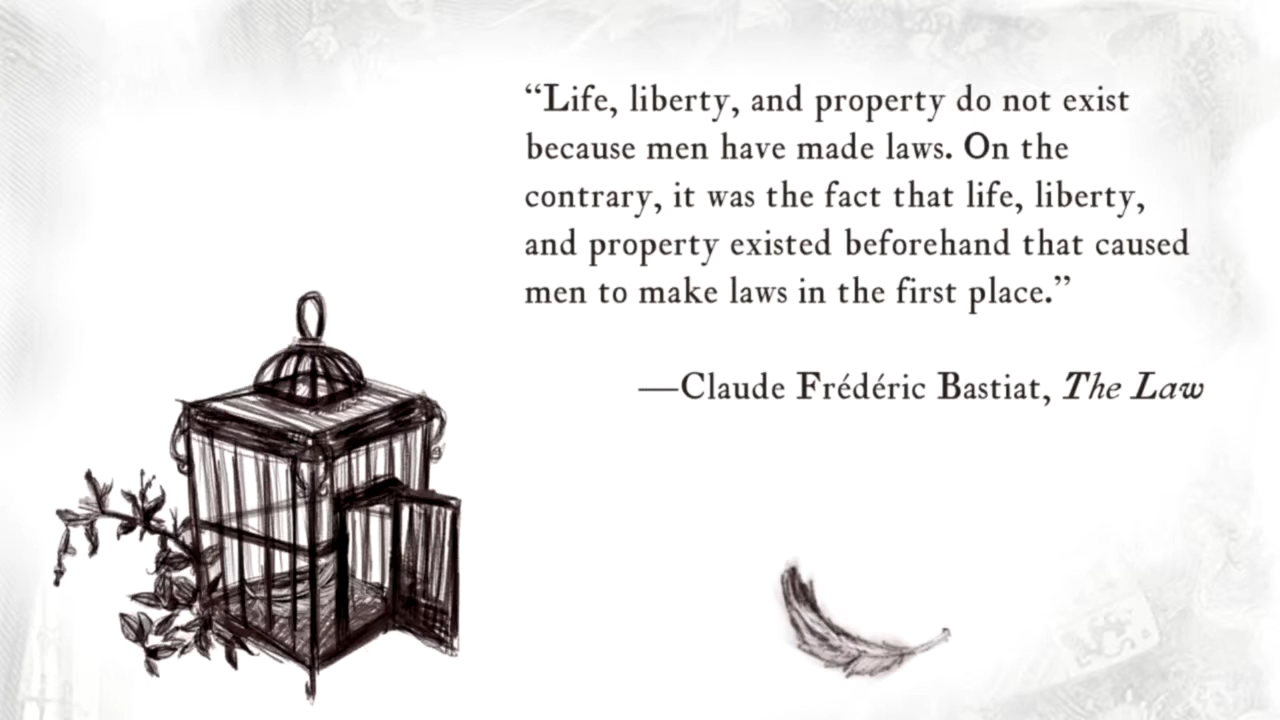 “Life, liberty, and property do not exist
because men have made laws. On the
contrary, it was the fact that life, liberty,
and property existed beforehand that caused
men to make laws in the first place.”
—Claude Frédéric Bastiat, The Law